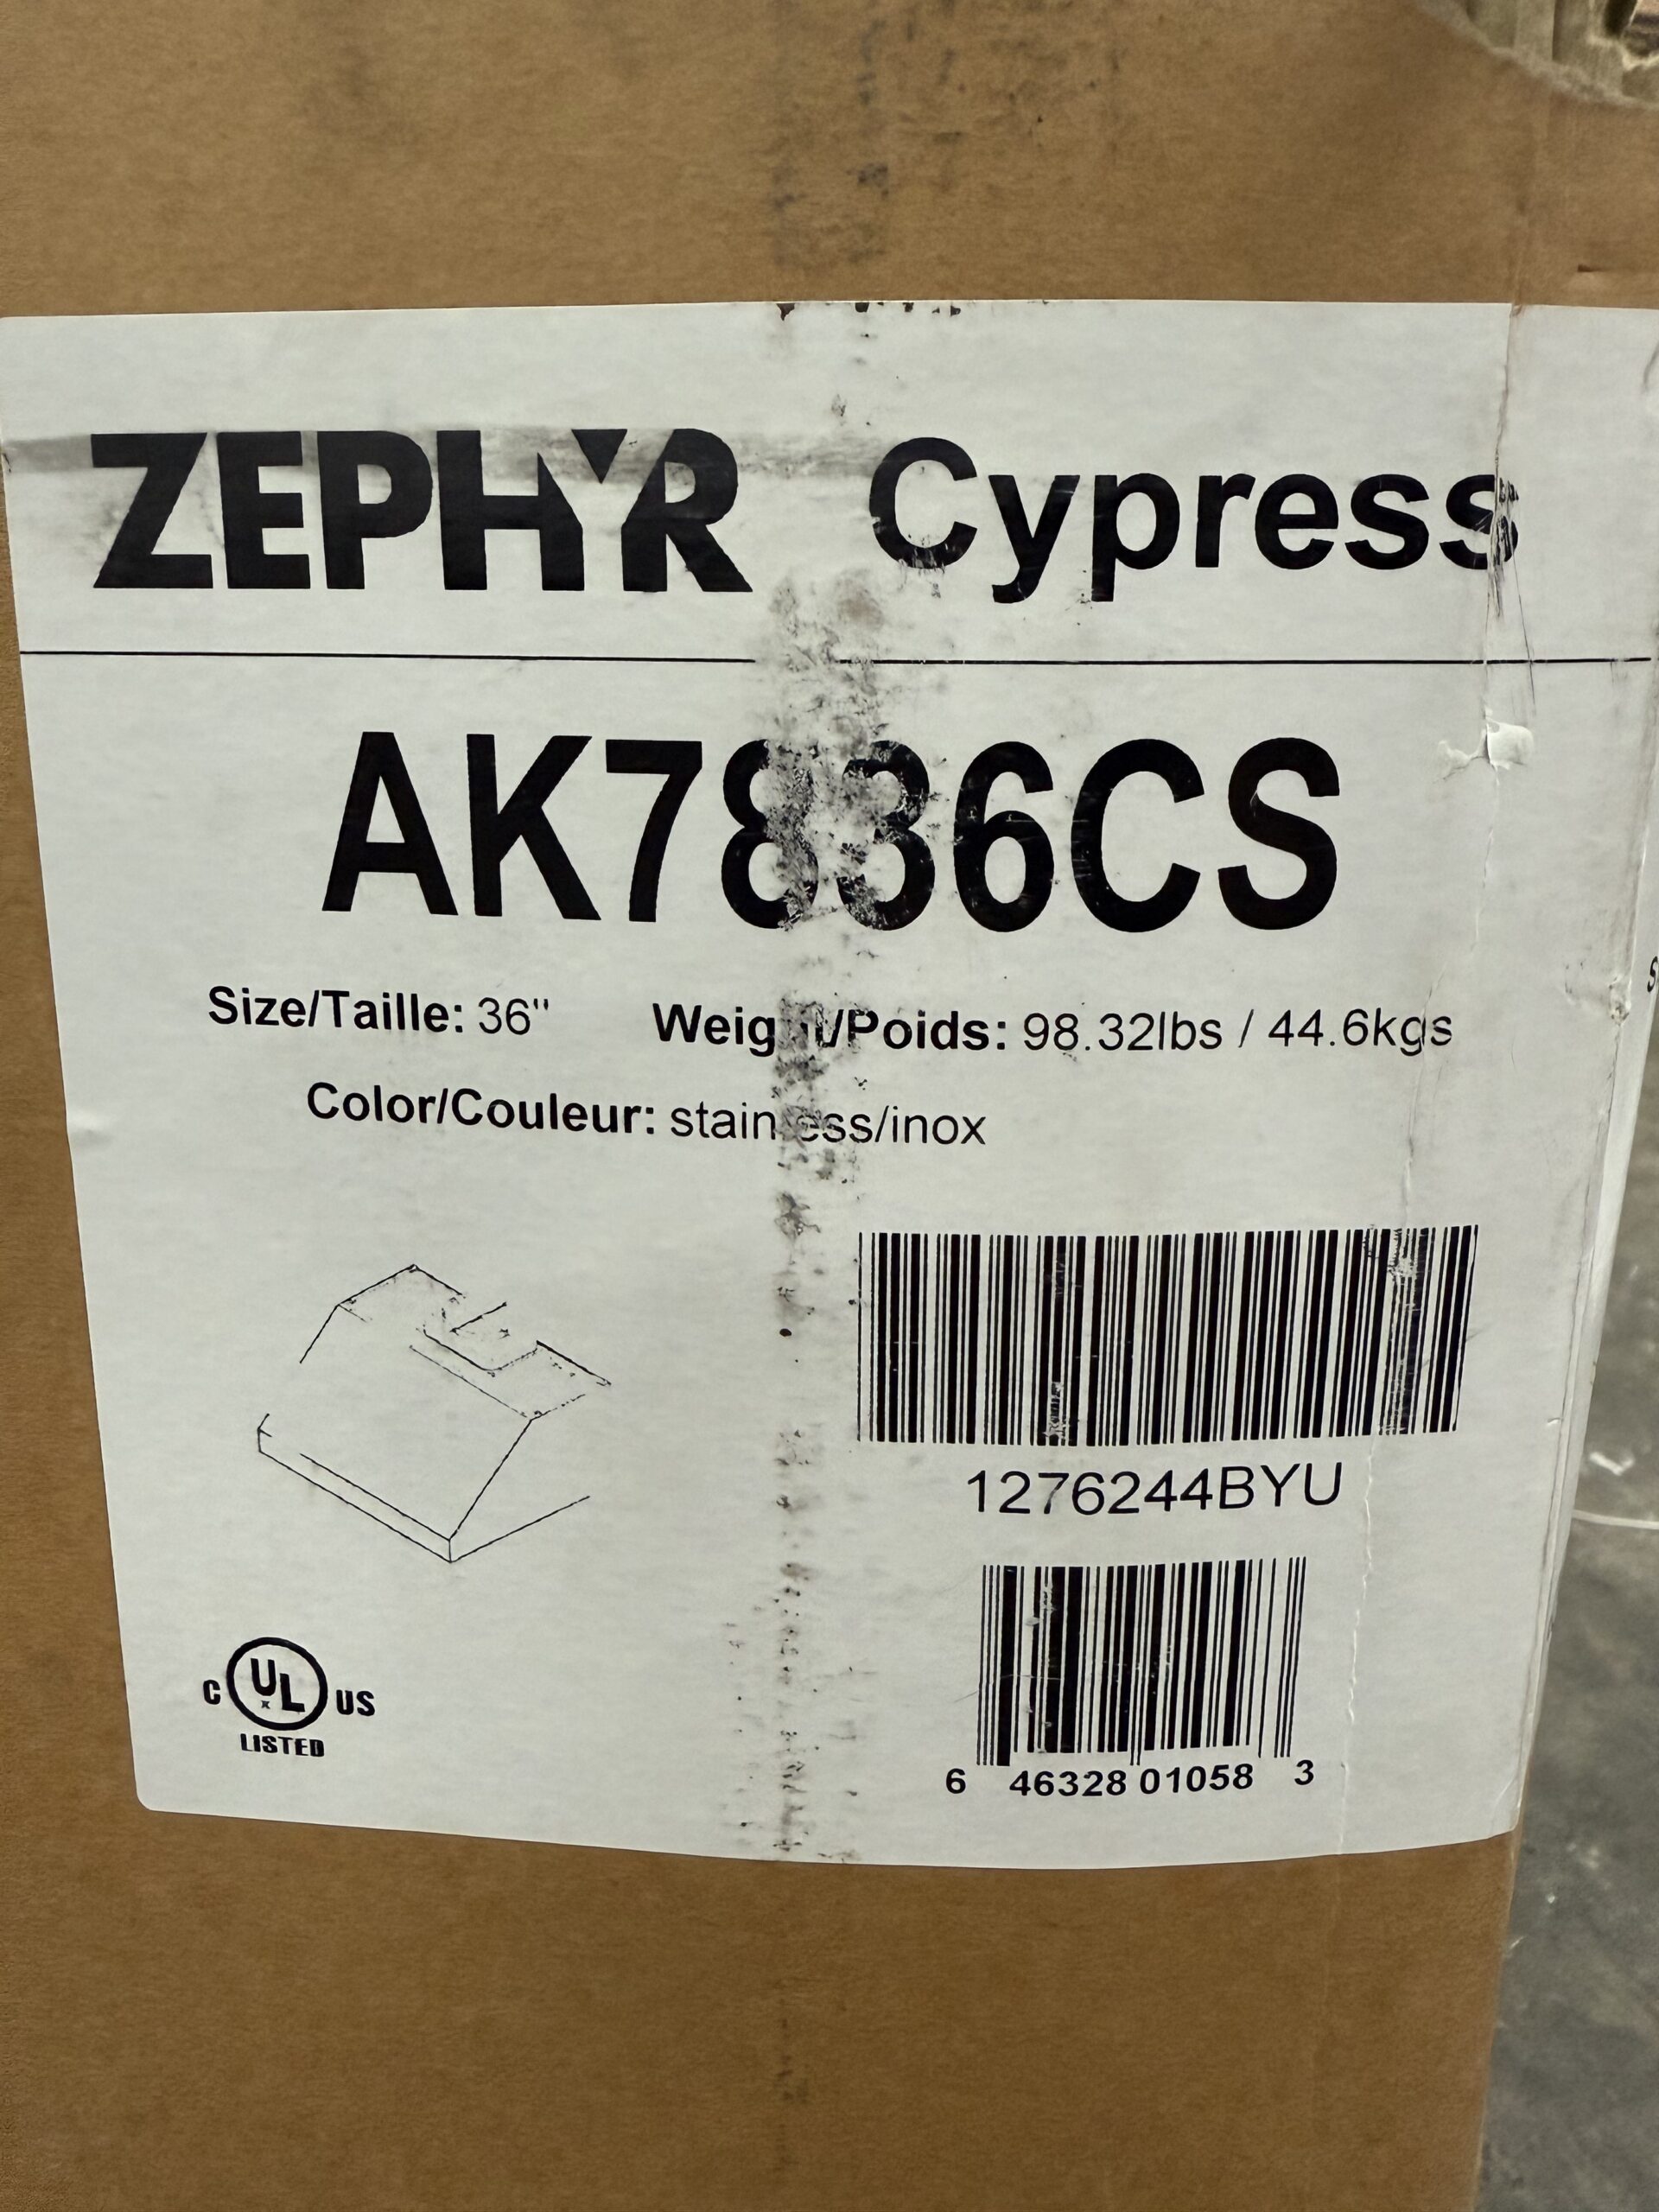 ZEPHYR Cypress
AK7836CS
Size/Taille: 36" Weight/Poids: 98.32lbs / 44.6kgs
Color/Couleur: stainless/inox
1276244BYU
C UL US
LISTED
6 46328 01058 3